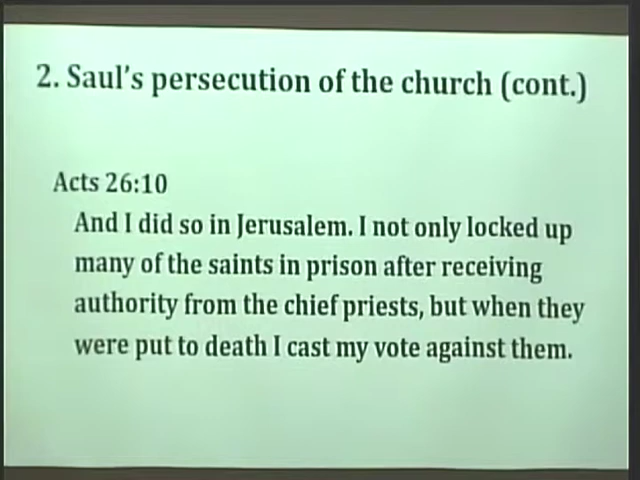 2. Saul's persecution of the church (cont.)
Acts 26:10
And I did so in Jerusalem. I not only locked up
many of the saints in prison after receiving
authority from the chief priests, but when they
were put to death I cast my vote against them.